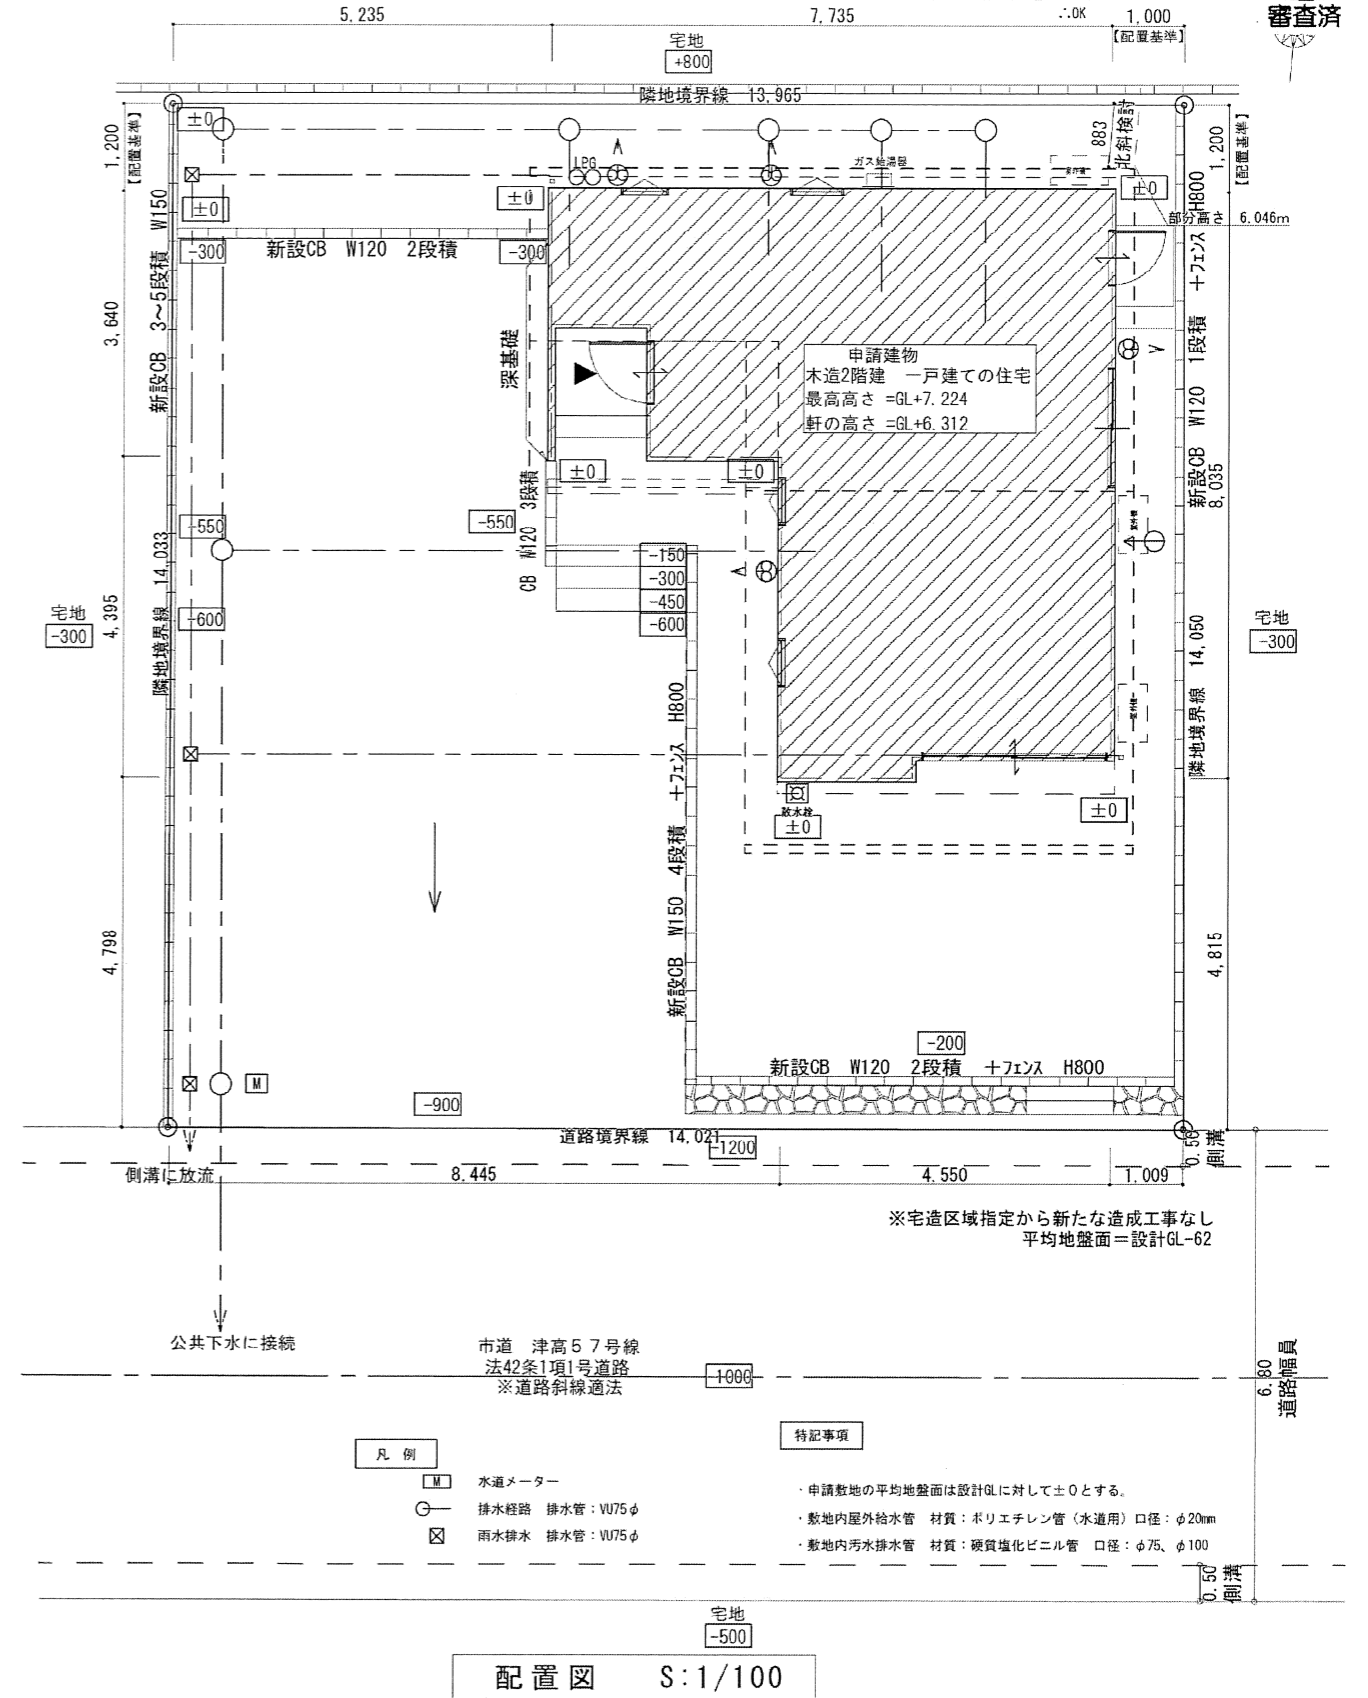 審査済
5,235
7,735
∴OK
1,000
【配置基準】
宅地
+800
隣地境界線 13,965
±0
1,200
【配置基準】
LPG
ガス給湯器
室外機
883
北斜検討
±0
1,200
【配置基準】
±0
±0
部分高さ 6.046m
-300
新設CB W120 2段積
-300
新設CB 3～5段積 W150
3,640
深基礎
申請建物
木造2階建 一戸建ての住宅
最高高さ =GL+7.224
軒の高さ =GL+6.312
新設CB W120 1段積 +フェンス H800
8,035
±0
±0
CB W120 3段積
-550
-550
室外機
-150
-300
-450
-600
-600
宅地
-300
4,395
隣地境界線 14,033
宅地
-300
隣地境界線 14,050
室外機
新設CB W150 4段積 +フェンス H800
散水栓
±0
±0
4,798
4,815
-200
新設CB W120 2段積 +フェンス H800
M
-900
道路境界線 14,021
-1200
0.50
側溝
側溝に放流
8.445
4.550
1,009
※宅造区域指定から新たな造成工事なし
平均地盤面＝設計GL-62
公共下水に接続
市道 津高５７号線
法42条1項1号道路
※道路斜線適法
-1000
6.80
道路幅員
凡 例
M 水道メーター
排水経路 排水管：VU75φ
雨水排水 排水管：VU75φ
特記事項
・申請敷地の平均地盤面は設計GLに対して±０とする。
・敷地内屋外給水管 材質：ポリエチレン管（水道用）口径：φ20mm
・敷地内汚水排水管 材質：硬質塩化ビニル管 口径：φ75、φ100
0.50
側溝
宅地
-500
配置図 S:1/100